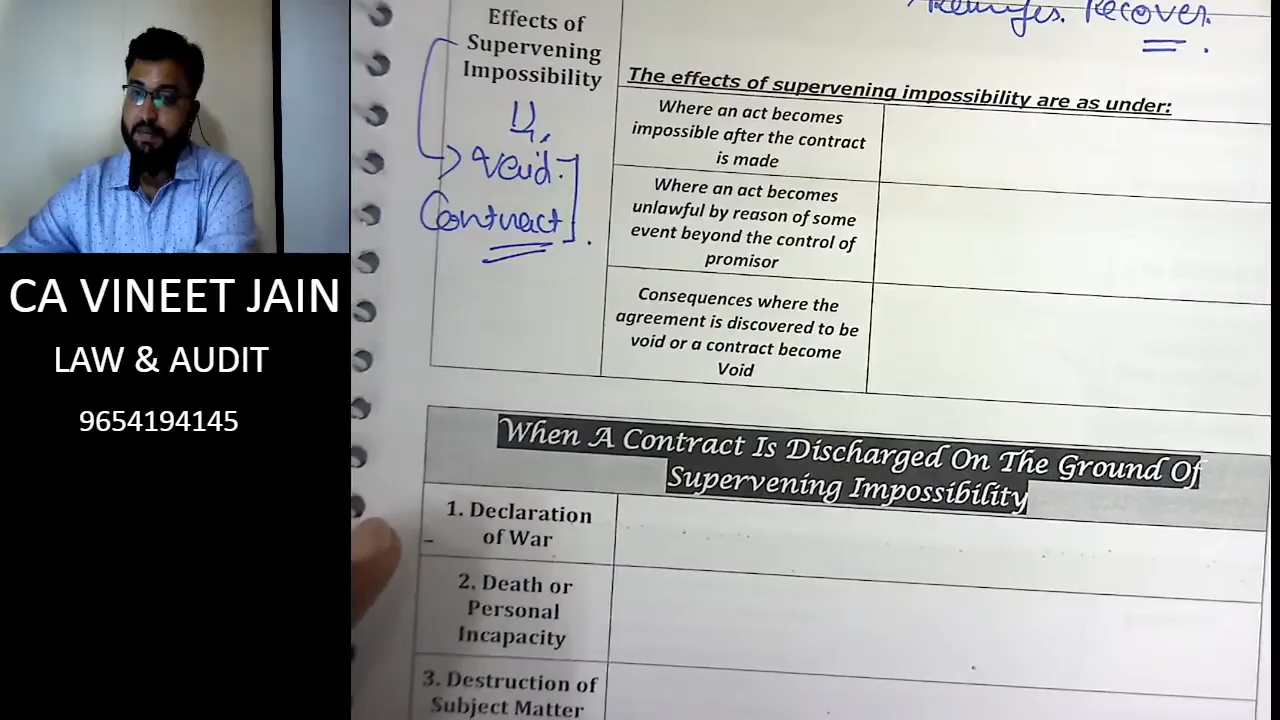 Recover.
Effects of
Supervening
Impossibility
Void
Contract
The effects of supervening impossibility are as under:
Where an act becomes
impossible after the contract
is made
Where an act becomes
unlawful by reason of some
event beyond the control of
promisor
Consequences where the
agreement is discovered to be
void or a contract become
Void
CA VINEET JAIN
LAW & AUDIT
9654194145
When A Contract Is Discharged On The Ground Of
Supervening Impossibility
1. Declaration
of War
2. Death or
Personal
Incapacity
3. Destruction of
Subject Matter